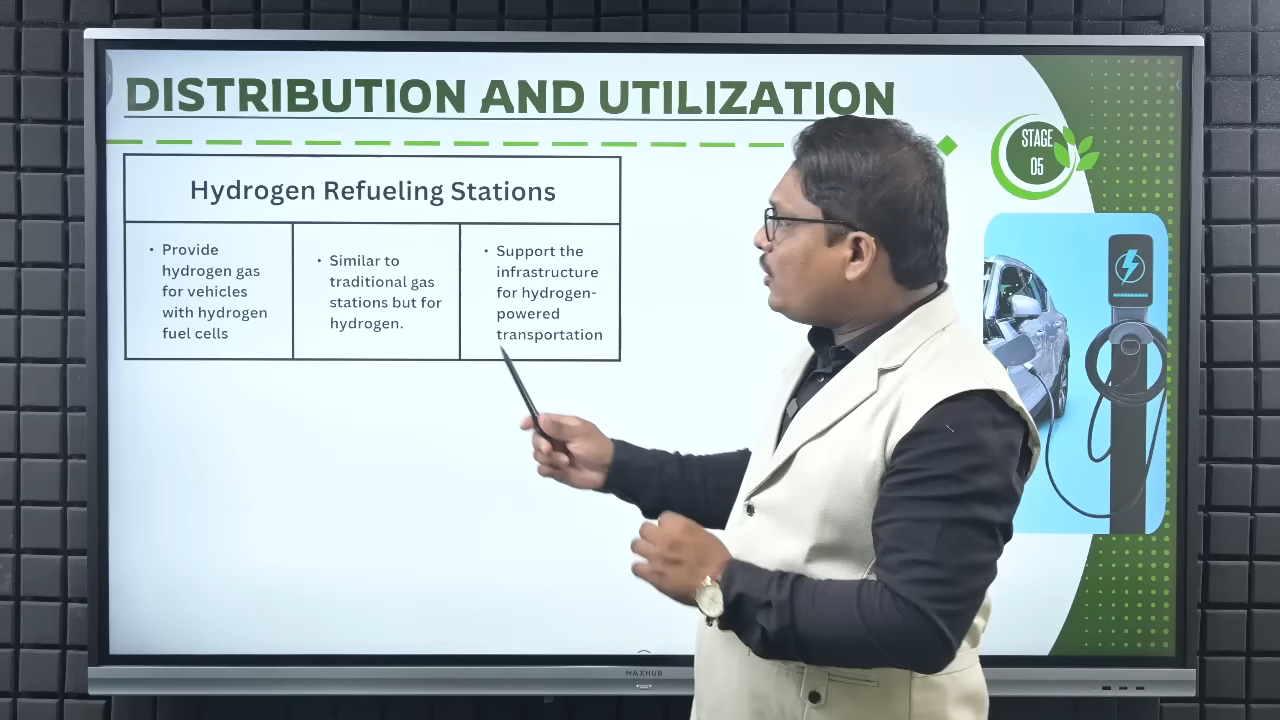 DISTRIBUTION AND UTILIZATION
STAGE
05
Hydrogen Refueling Stations
• Provide
hydrogen gas
for vehicles
with hydrogen
fuel cells
• Similar to
traditional gas
stations but for
hydrogen.
• Support the
infrastructure
for hydrogen-
powered
transportation
MAXHUB